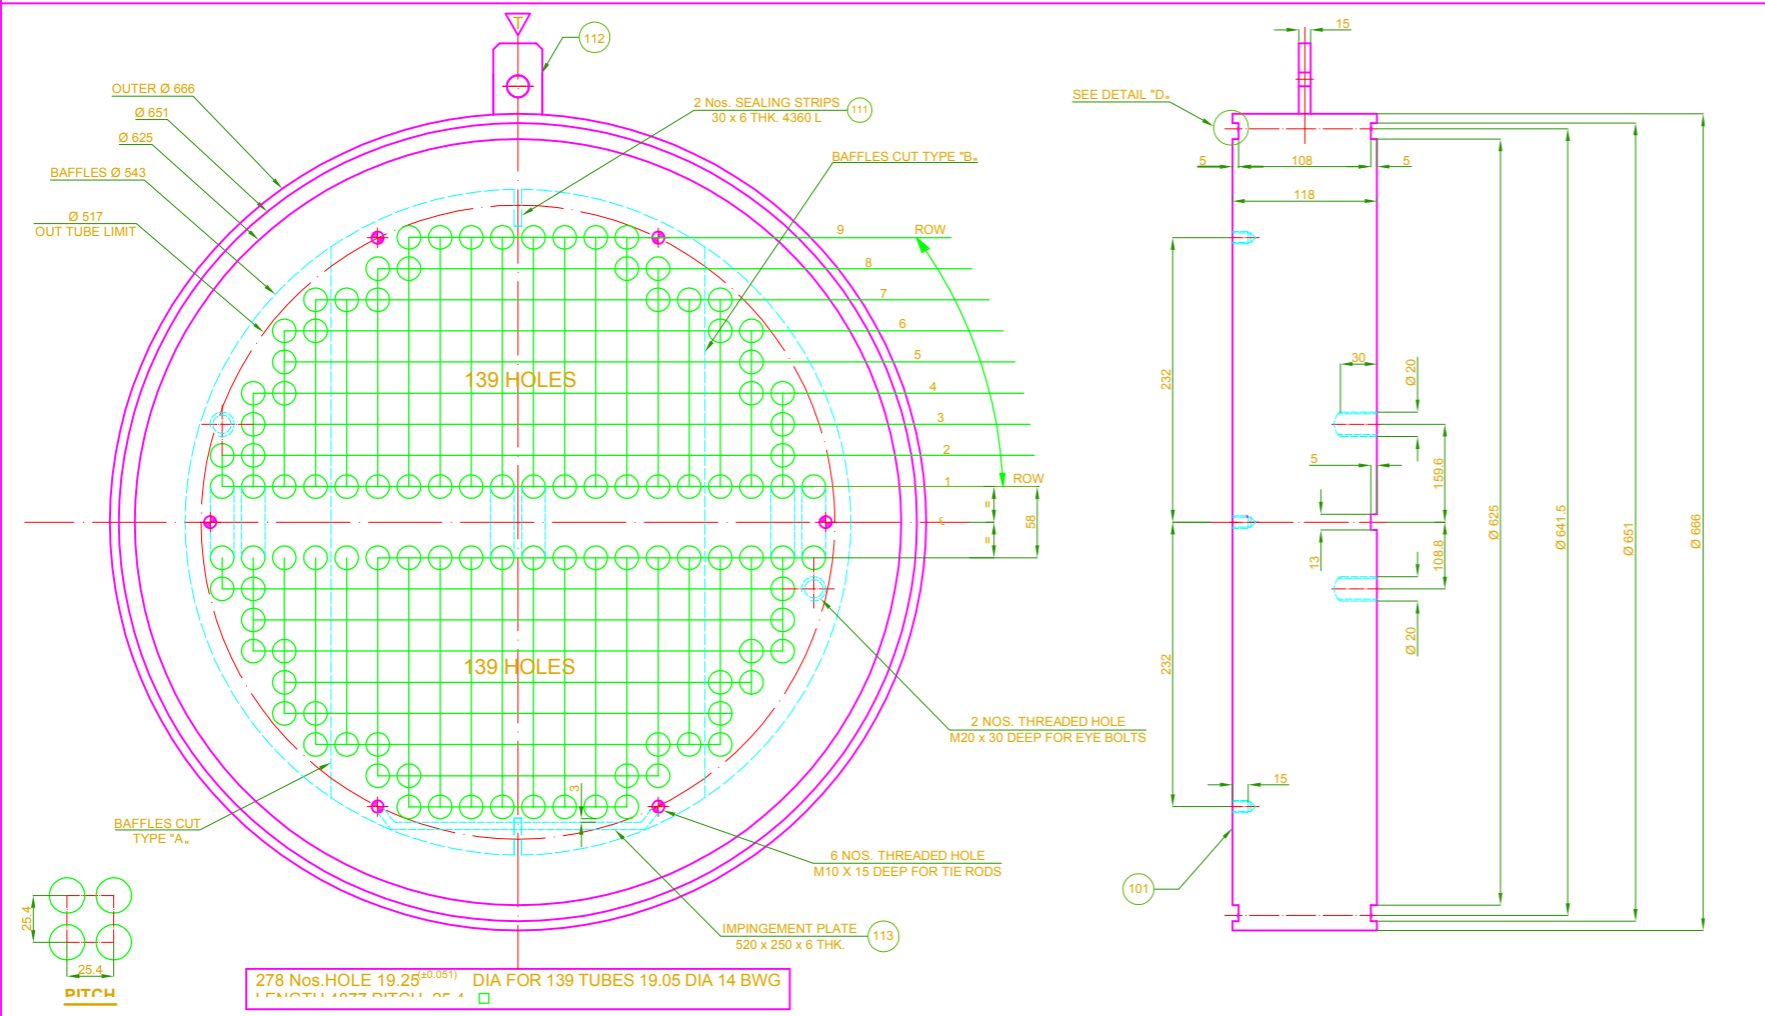 T
112
15
OUTER Ø 666
Ø 651
Ø 625
BAFFLES Ø 543
Ø 517
OUT TUBE LIMIT
2 Nos. SEALING STRIPS
30 x 6 THK. 4360 L
111
BAFFLES CUT TYPE "B„
SEE DETAIL "D„
5
108
5
118
9
ROW
8
7
6
5
4
3
2
1
ROW
139 HOLES
=
=
58
139 HOLES
232
232
30
Ø 20
5
159.6
13
108.8
Ø 20
Ø 625
Ø 641.5
Ø 651
Ø 666
15
101
2 NOS. THREADED HOLE
M20 x 30 DEEP FOR EYE BOLTS
3
BAFFLES CUT
TYPE "A„
6 NOS. THREADED HOLE
M10 X 15 DEEP FOR TIE RODS
IMPINGEMENT PLATE
520 x 250 x 6 THK.
113
25.4
25.4
PITCH
278 Nos.HOLE 19.25(±0.051) DIA FOR 139 TUBES 19.05 DIA 14 BWG
LENGTH 4877 PITCH 25.4